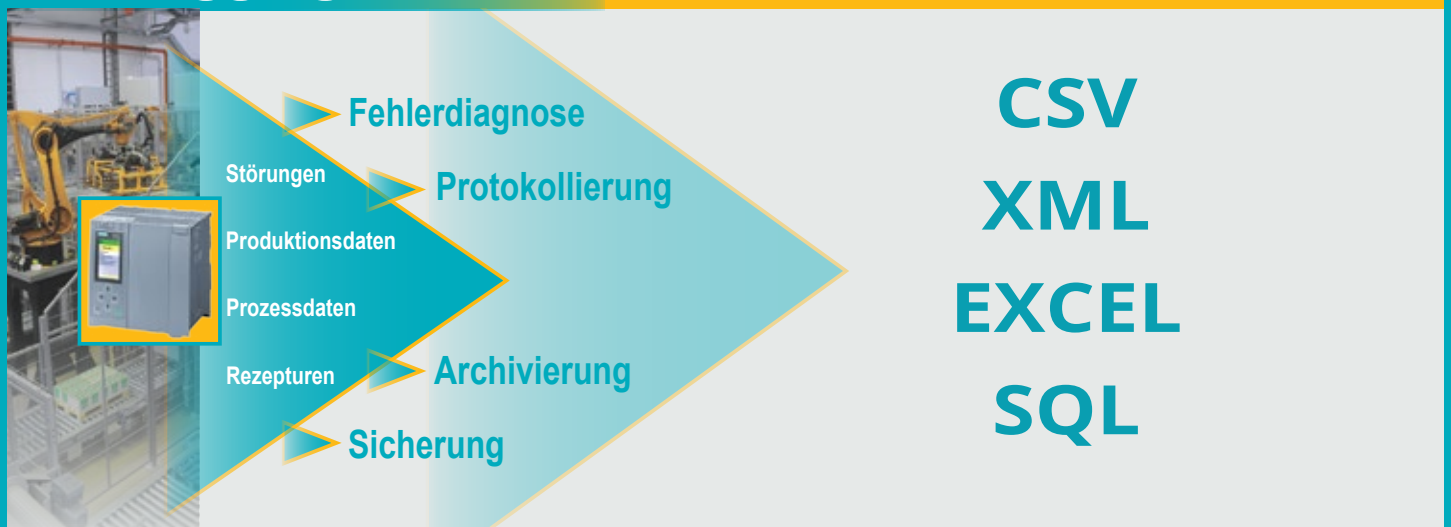 Fehlerdiagnose
Störungen
Protokollierung
Produktionsdaten
Prozessdaten
Rezepturen
Archivierung
Sicherung
CSV
XML
EXCEL
SQL